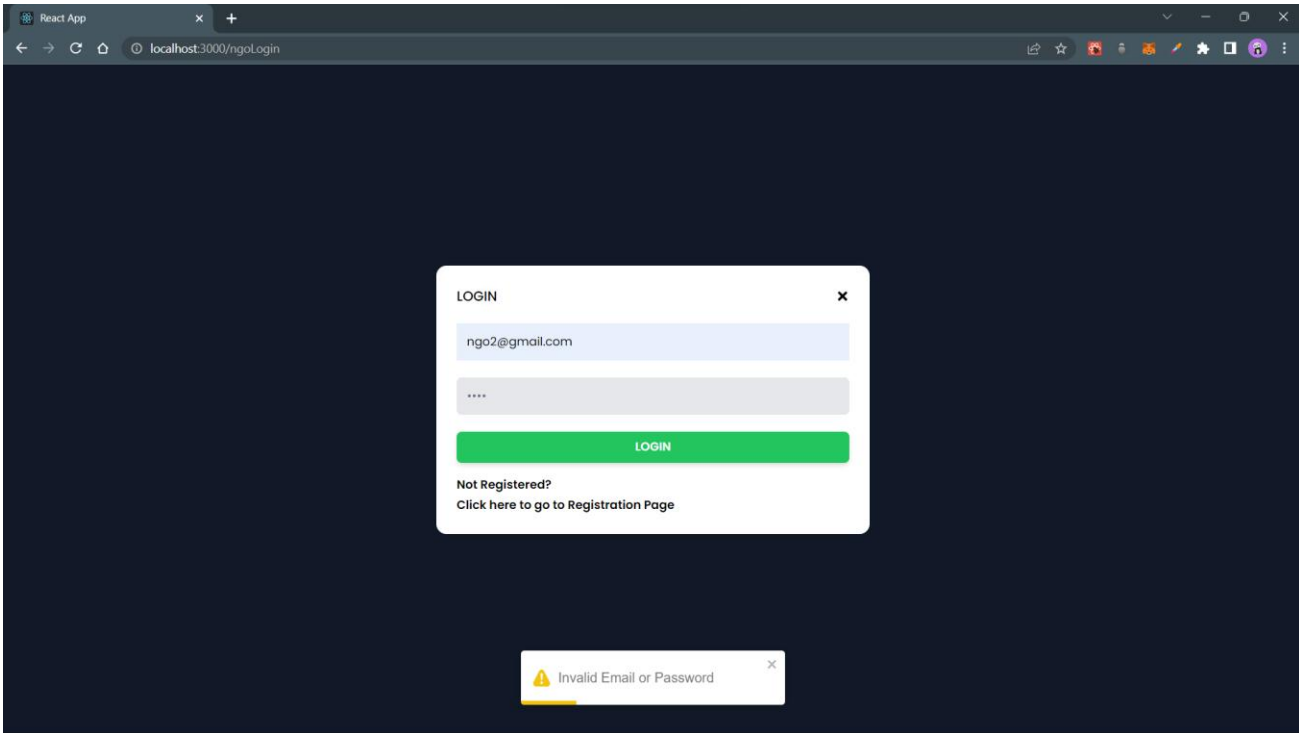 React App
localhost:3000/ngoLogin
LOGIN
ngo2@gmail.com
••••
LOGIN
Not Registered?
Click here to go to Registration Page
Invalid Email or Password